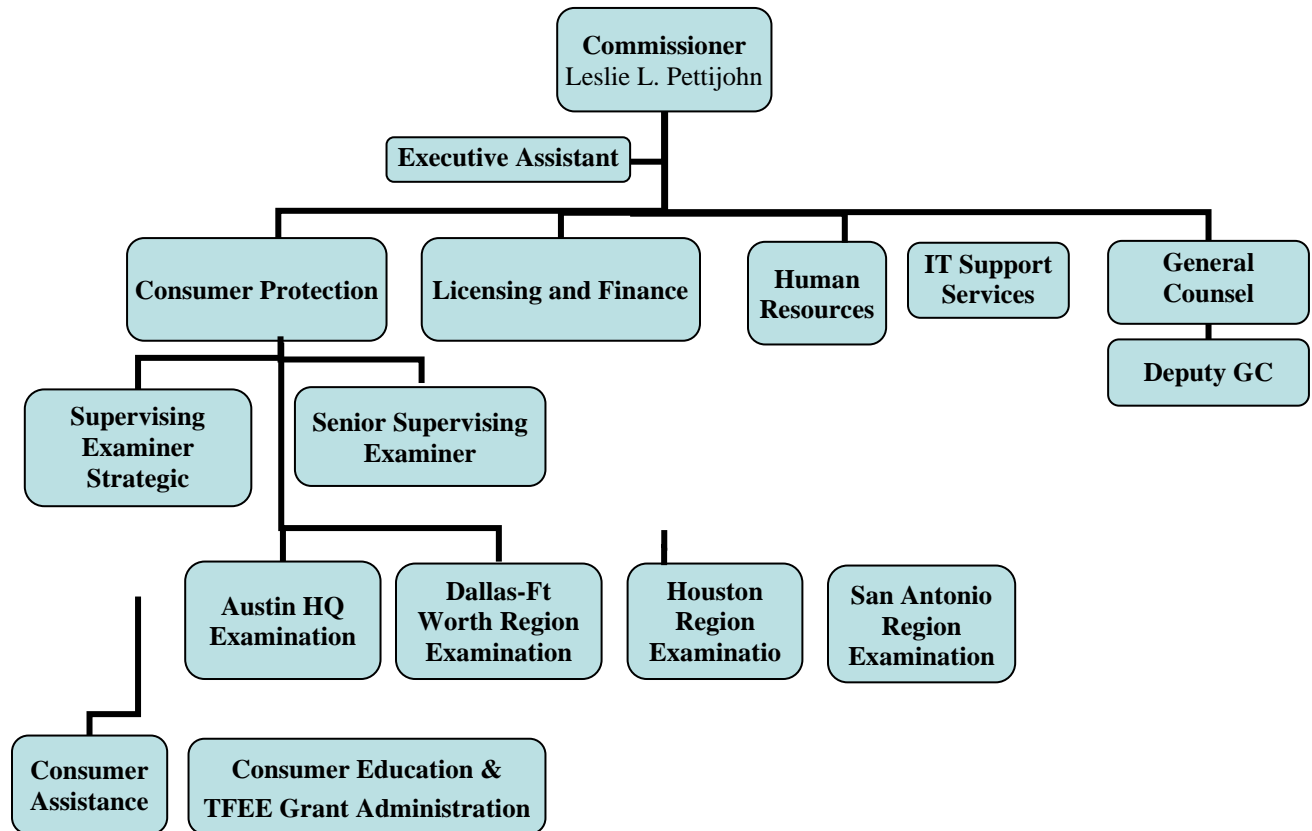 Commissioner
Leslie L. Pettijohn
Executive Assistant
Consumer Protection
Licensing and Finance
Human
Resources
IT Support
Services
General
Counsel
Deputy GC
Supervising
Examiner
Strategic
Senior Supervising
Examiner
Austin HQ
Examination
Dallas-Ft
Worth Region
Examination
Houston
Region
Examinatio
San Antonio
Region
Examination
Consumer
Assistance
Consumer Education &
TFEE Grant Administration